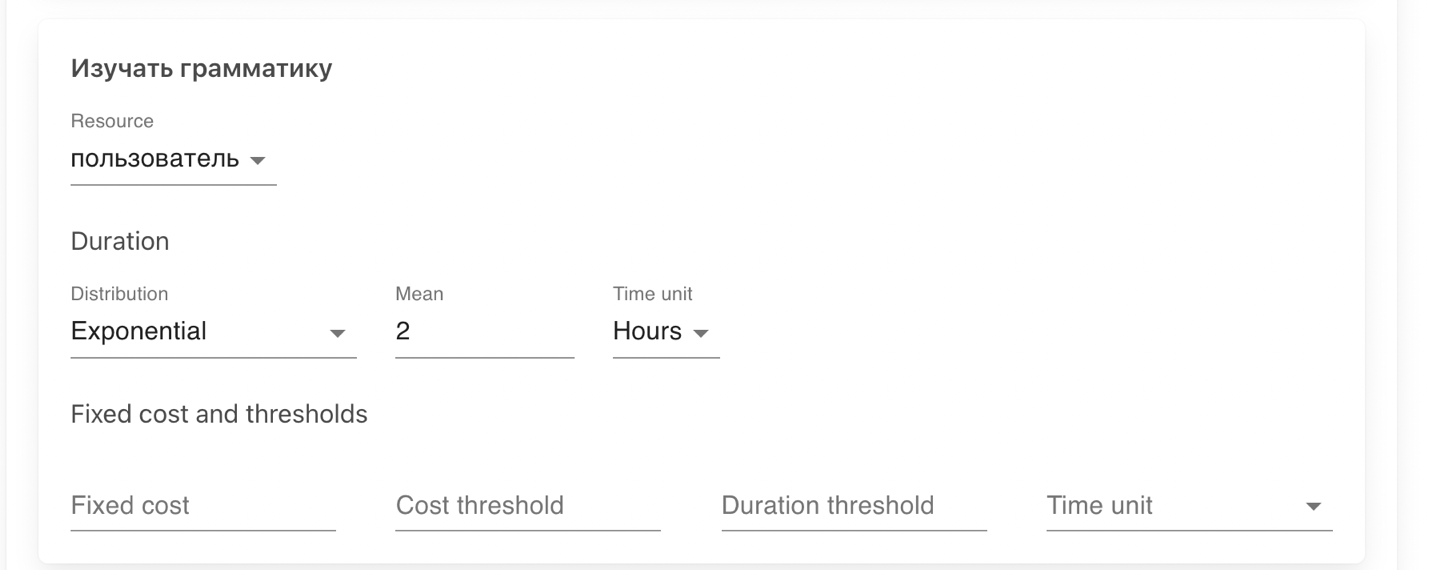 Изучать грамматику
Resource
пользователь
Duration
Distribution Mean Time unit
Exponential 2 Hours
Fixed cost and thresholds
Fixed cost Cost threshold Duration threshold Time unit